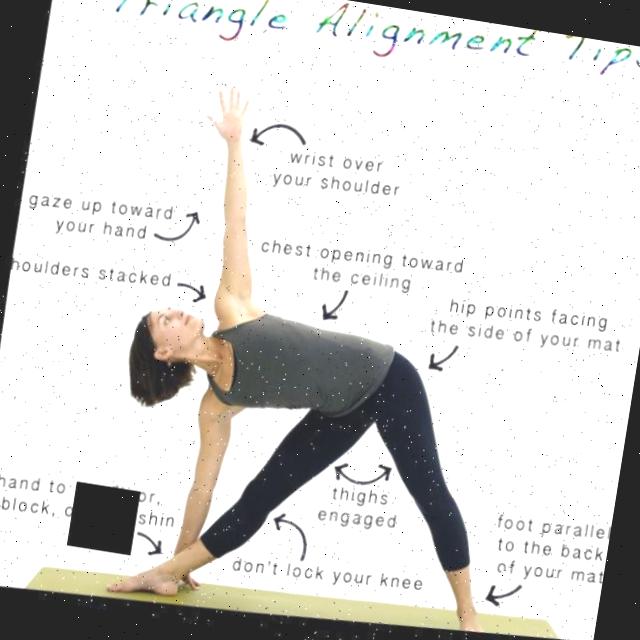 Triangle Alignment Tips
wrist over
your shoulder
gaze up toward
your hand
chest opening toward
the ceiling
shoulders stacked
hip points facing
the side of your mat
hand to
block, shin
thighs
engaged
foot parallel
to the back
of your mat
don't lock your knee